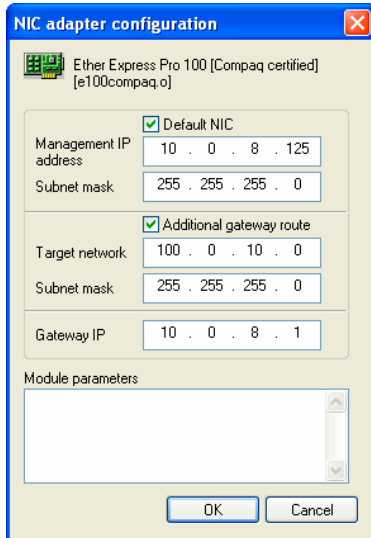 NIC adapter configuration
Ether Express Pro 100 [Compaq certified]
[e100compaq.o]
Default NIC
Management IP address 10 . 0 . 8 . 125
Subnet mask 255 . 255 . 255 . 0
Additional gateway route
Target network 100 . 0 . 10 . 0
Subnet mask 255 . 255 . 255 . 0
Gateway IP 10 . 0 . 8 . 1
Module parameters
OK Cancel